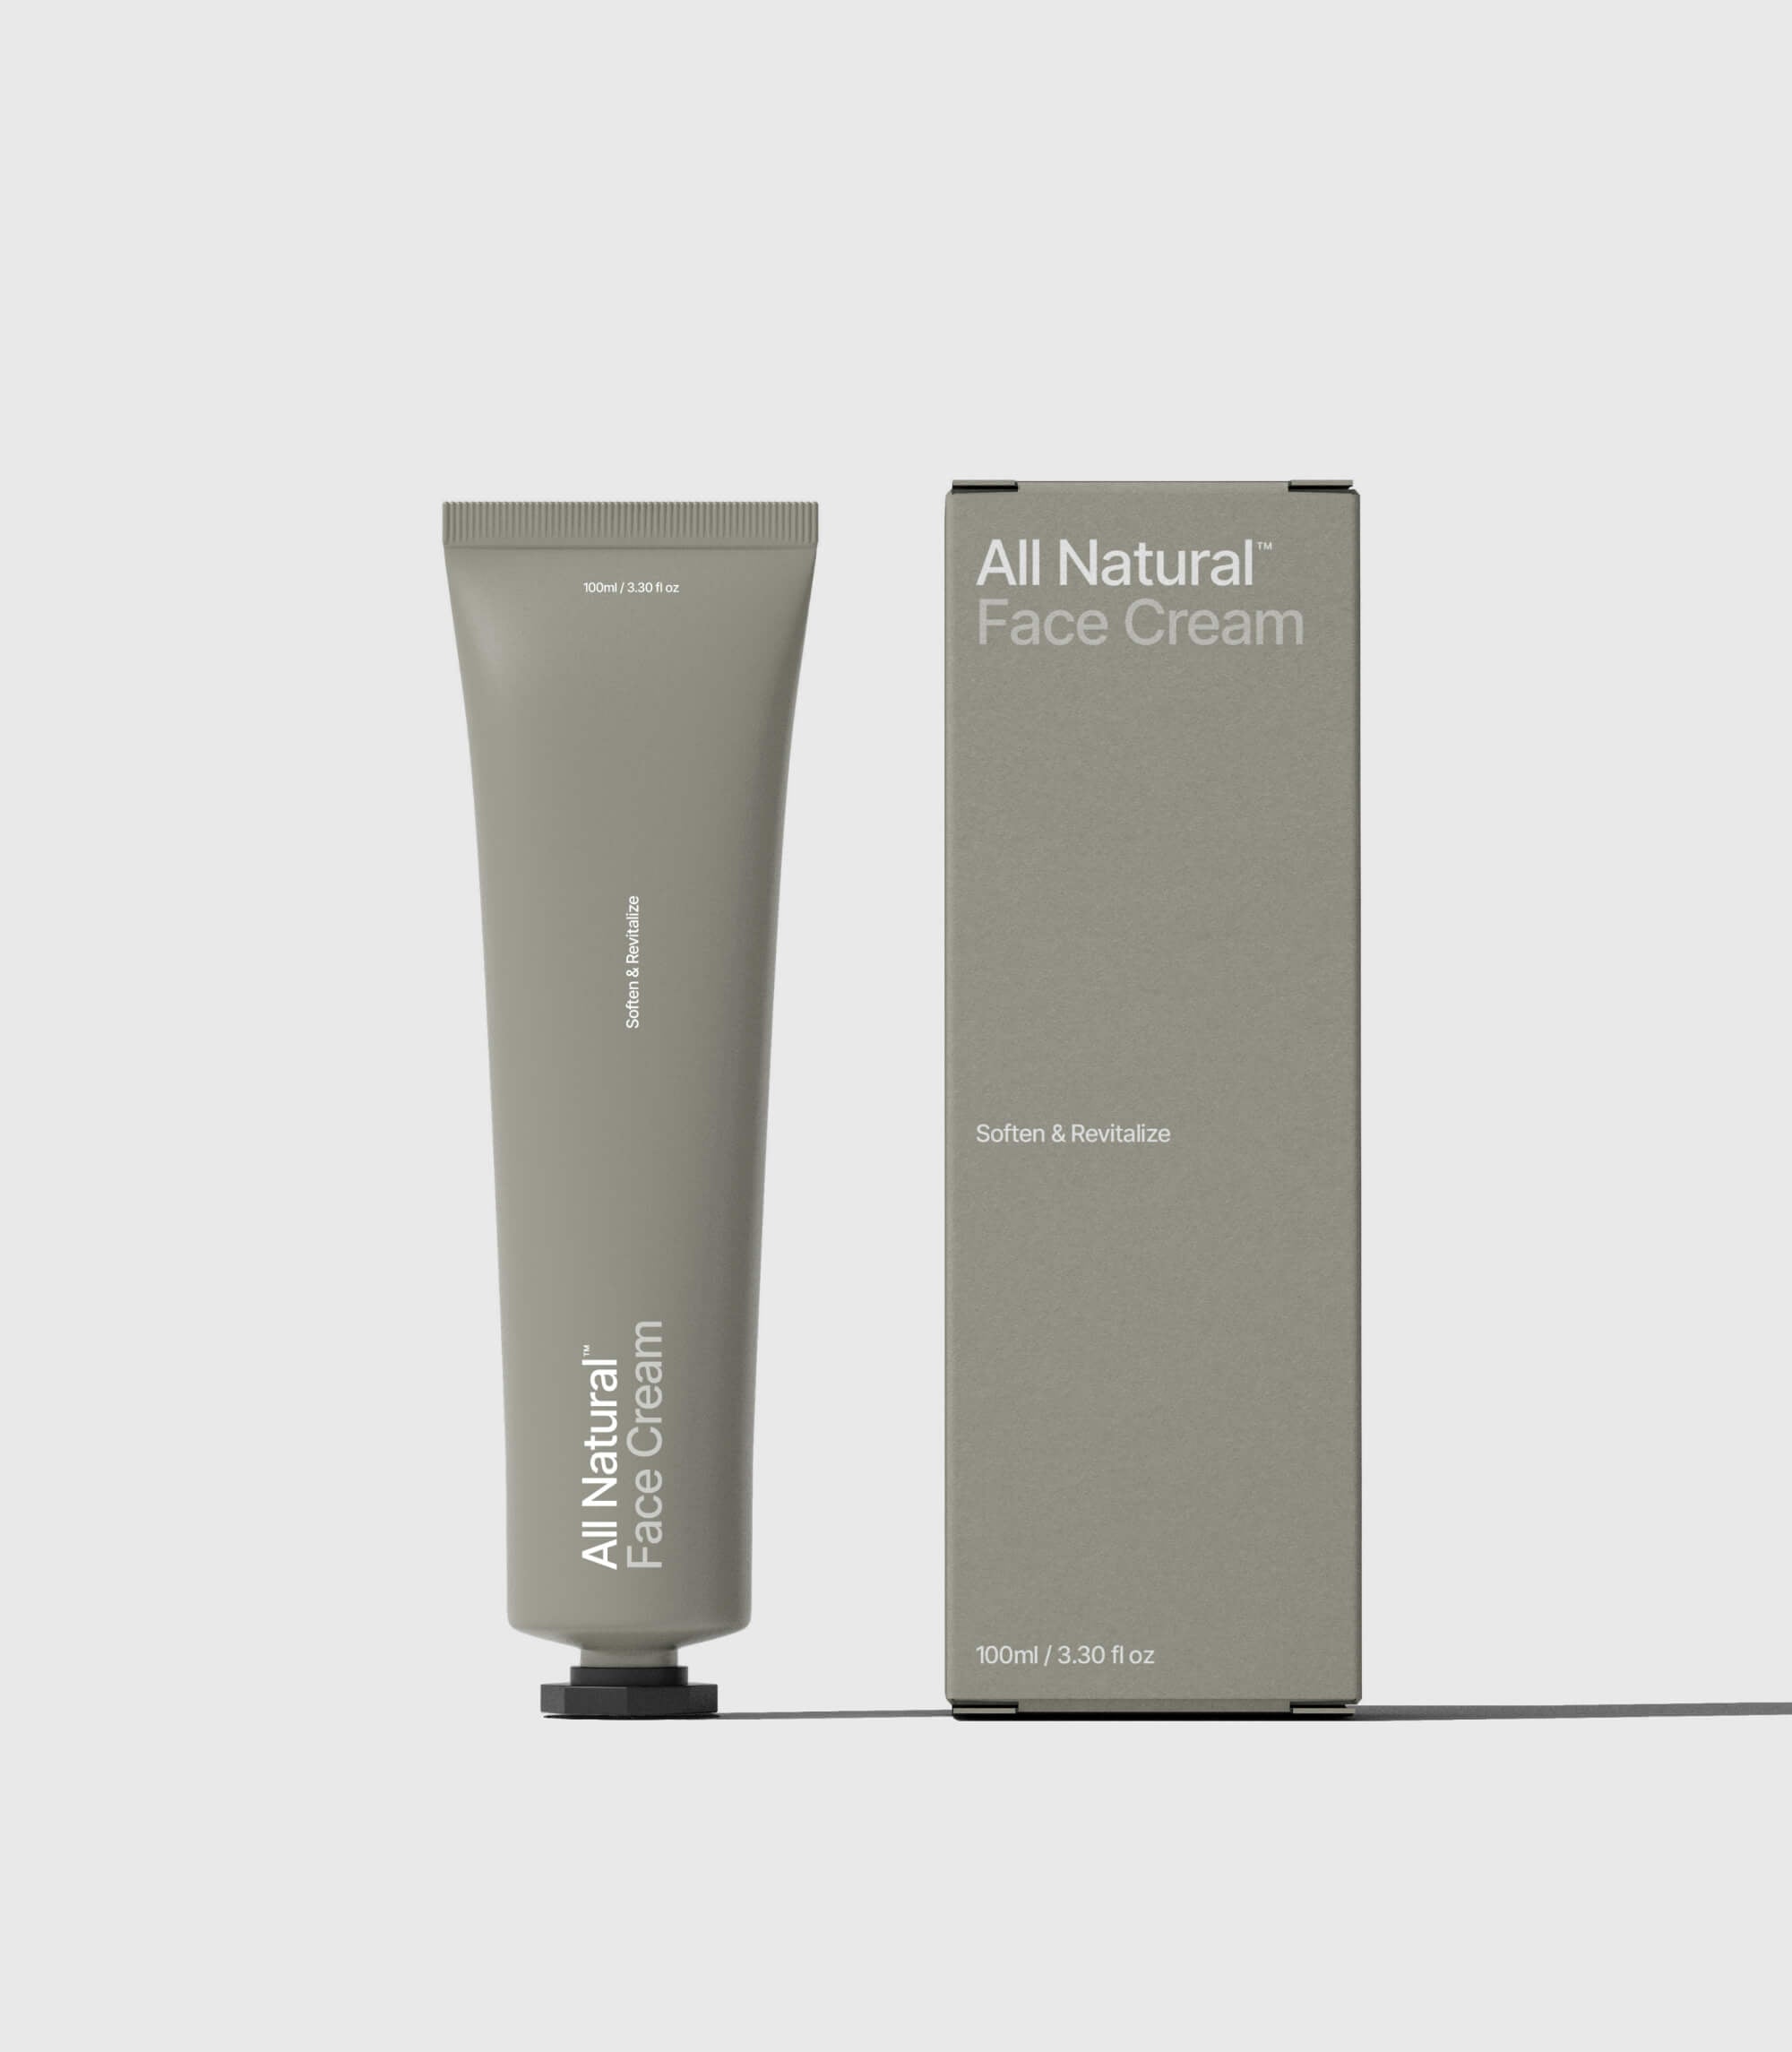 100ml / 3.30 fl oz
Soften & Revitalize
All Natural™
Face Cream
All Natural™
Face Cream
Soften & Revitalize
100ml / 3.30 fl oz